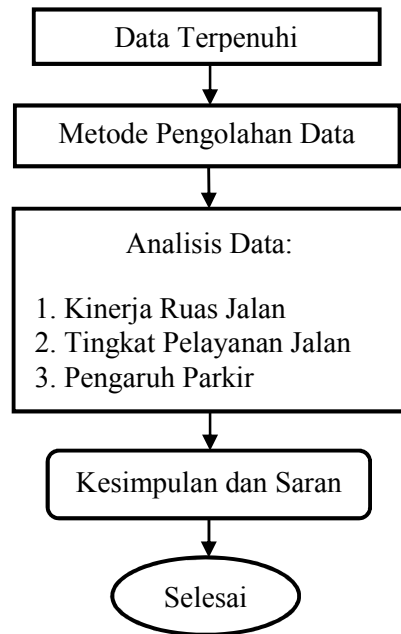 Data Terpenuhi
Metode Pengolahan Data
Analisis Data:
1. Kinerja Ruas Jalan
2. Tingkat Pelayanan Jalan
3. Pengaruh Parkir
Kesimpulan dan Saran
Selesai